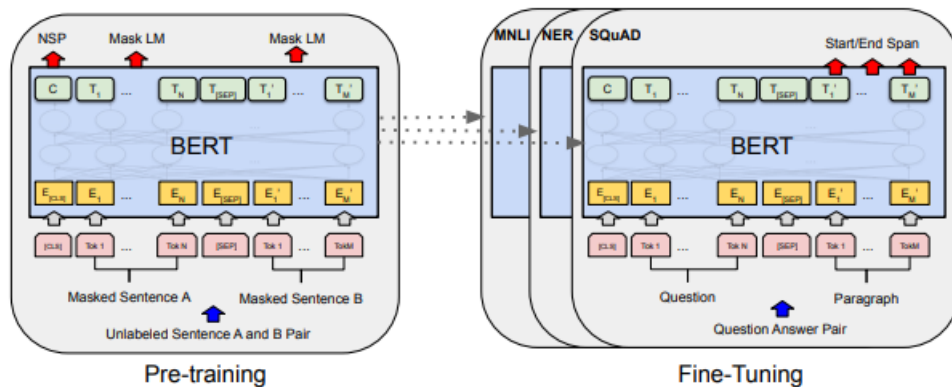 NSP Mask LM Mask LM
C T1 ... TN T[SEP] T1' ... TM'
BERT
E[CLS] E1 ... EN E[SEP] E1' ... EM'
[CLS] Tok 1 ... Tok N [SEP] Tok 1 ... TokM
Masked Sentence A Masked Sentence B
Unlabeled Sentence A and B Pair
Pre-training
MNLI NER SQuAD
Start/End Span
C T1 ... TN T[SEP] T1' ... TM'
BERT
E[CLS] E1 ... EN E[SEP] E1' ... EM'
[CLS] Tok 1 ... Tok N [SEP] Tok 1 ... TokM
Question Paragraph
Question Answer Pair
Fine-Tuning